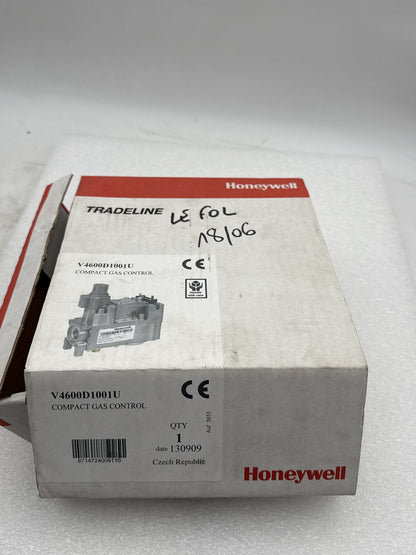 Honeywell
TRADELINE
LE FOL
18/06
V4600D1001U
COMPACT GAS CONTROL
CE
V4600D1001U
COMPACT GAS CONTROL
CE
QTY
1
date 130909
Czech Republic
8714724009110
Honeywell